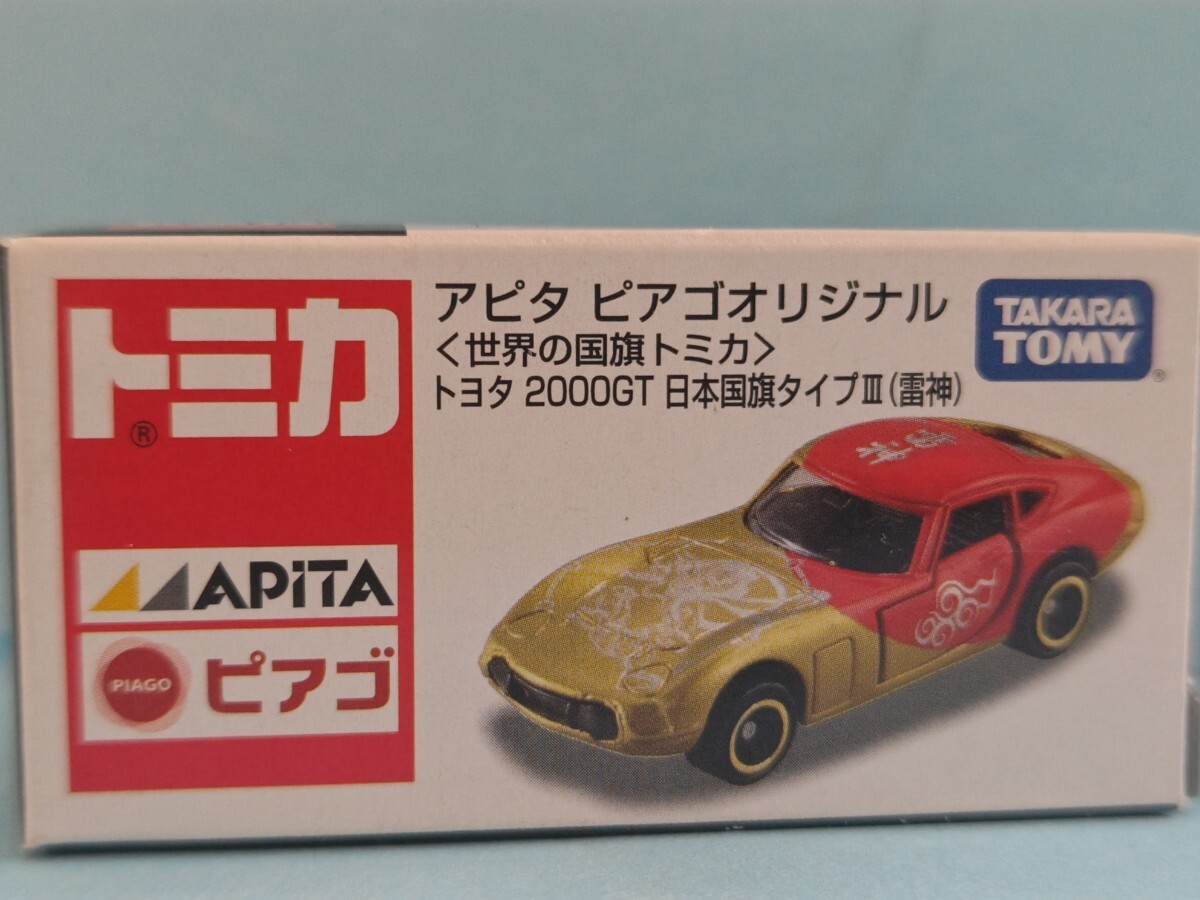 トミカ
®
APiTA
PIAGO
ピアゴ
アピタ ピアゴオリジナル
<世界の国旗トミカ>
トヨタ 2000GT 日本国旗タイプⅢ(雷神)
TAKARA
TOMY®
雷神